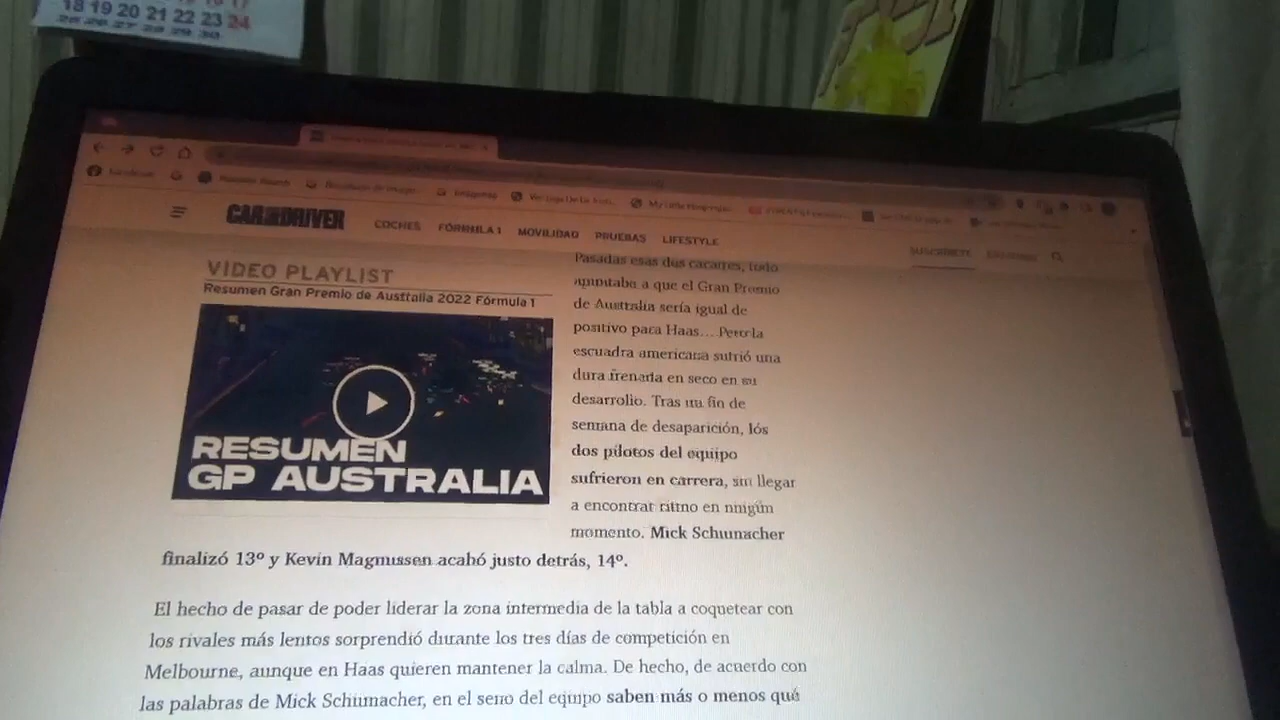 18 19 20 21 22 23 24
25 26 27 28 29 30
CAR AND DRIVER
COCHES FÓRMULA 1 MOVILIDAD PRUEBAS LIFESTYLE
SUSCRÍBETE
VIDEO PLAYLIST
Resumen Gran Premio de Australia 2022 Fórmula 1
RESUMEN
GP AUSTRALIA
Pasadas esas dos carreras, todo
apuntaba a que el Gran Premio
de Australia sería igual de
positivo para Haas... Pero la
escuadra americana sufrió una
dura frenada en seco en su
desarrollo. Tras un fin de
semana de desaparición, los
dos pilotos del equipo
sufrieron en carrera, sin llegar
a encontrar ritmo en ningún
momento. Mick Schumacher
finalizó 13º y Kevin Magnussen acabó justo detrás, 14º.
El hecho de pasar de poder liderar la zona intermedia de la tabla a coquetear con
los rivales más lentos sorprendió durante los tres días de competición en
Melbourne, aunque en Haas quieren mantener la calma. De hecho, de acuerdo con
las palabras de Mick Schumacher, en el seno del equipo saben más o menos qué